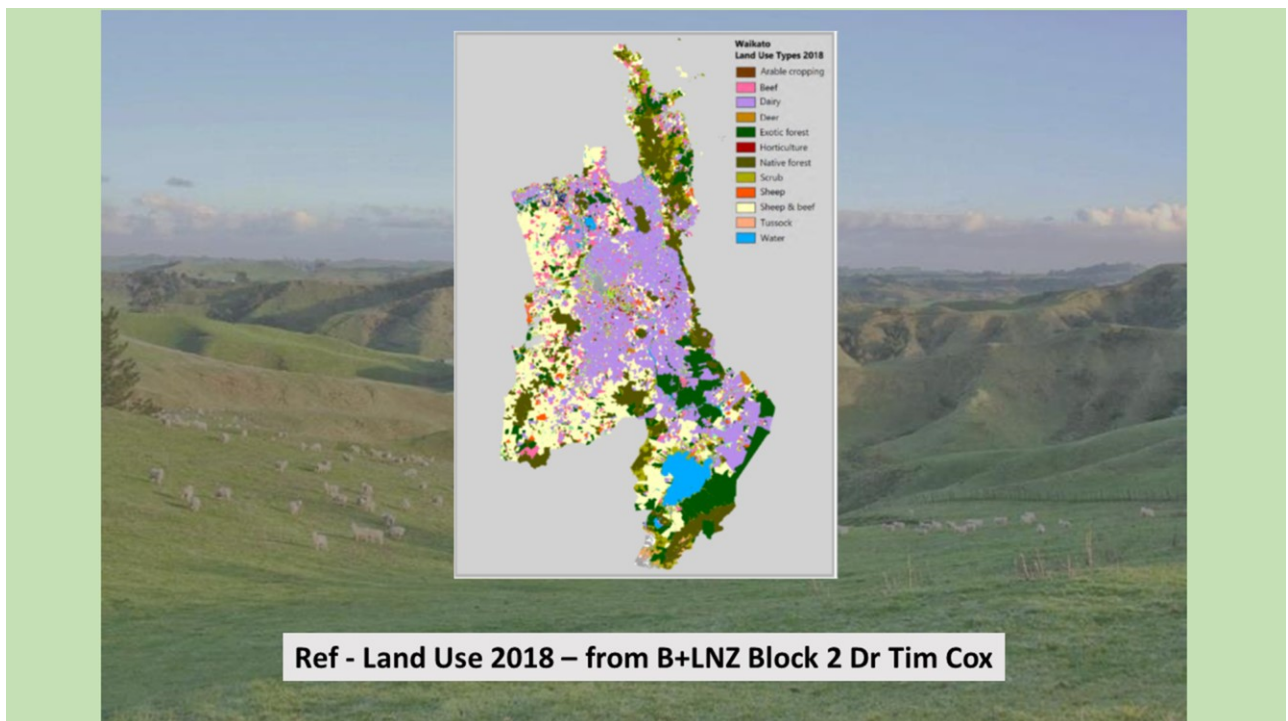 Waikato
Land Use Types 2018
Arable cropping
Beef
Dairy
Deer
Exotic forest
Horticulture
Native forest
Scrub
Sheep
Sheep & beef
Tussock
Water
Ref - Land Use 2018 – from B+LNZ Block 2 Dr Tim Cox